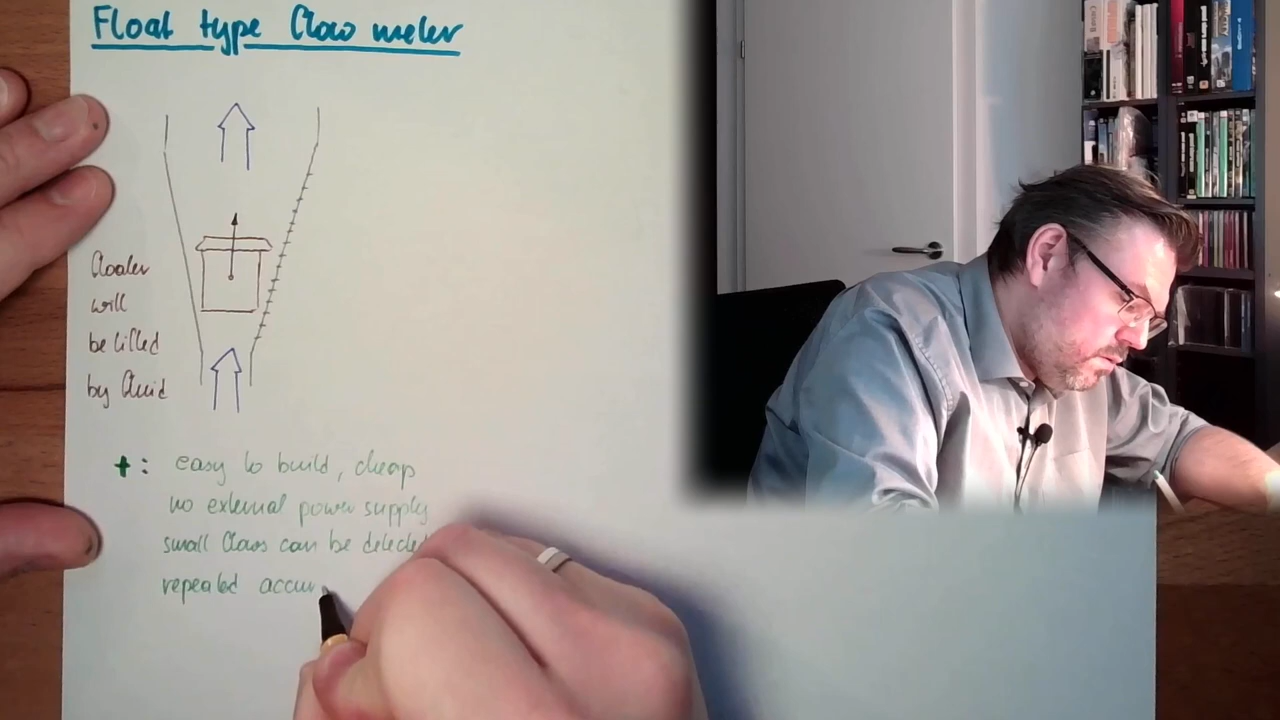 Float type flow meter
floater
will
be lifted
by fluid
+: easy to build, cheap
no external power supply
small flows can be detected
repeated accur